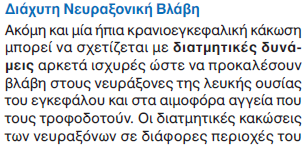 Διάχυτη Νευραξονική Βλάβη
Ακόμη και μία ήπια κρανιοεγκεφαλική κάκωση
μπορεί να σχετίζεται με διατμητικές δυνά-
μεις αρκετά ισχυρές ώστε να προκαλέσουν
βλάβη στους νευράξονες της λευκής ουσίας
του εγκεφάλου και στα αιμοφόρα αγγεία που
τους τροφοδοτούν. Οι διατμητικές κακώσεις
των νευραξόνων σε διάφορες περιοχές του